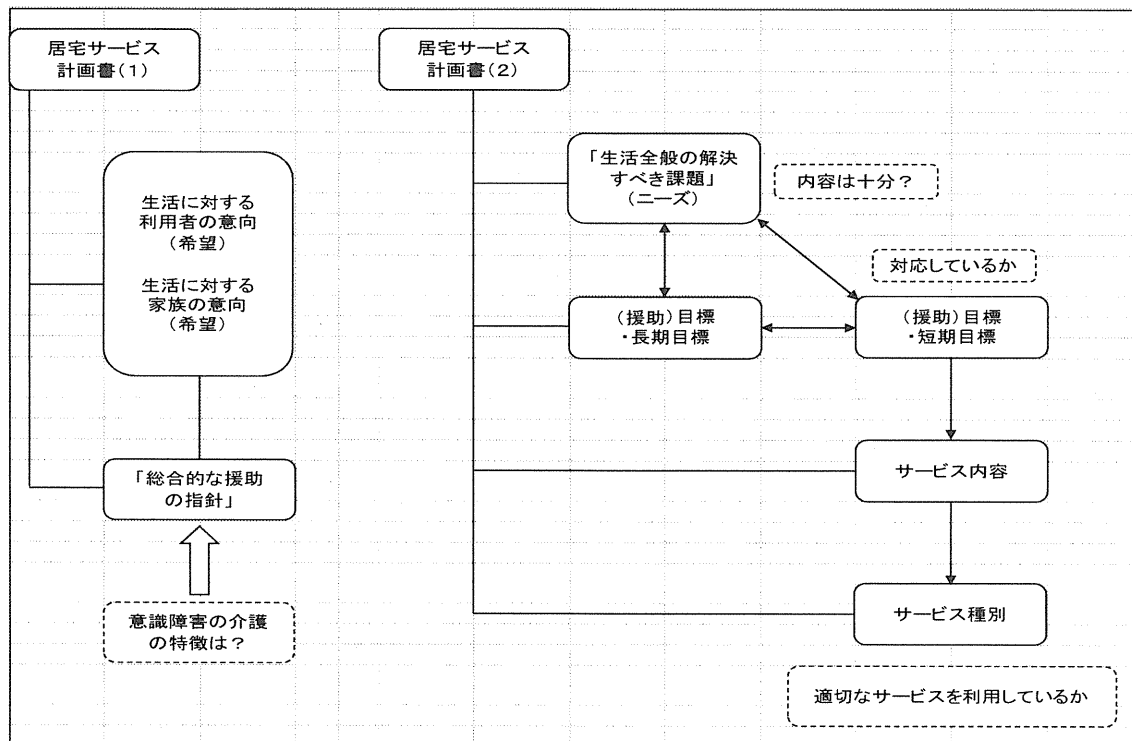 居宅サービス
計画書(1)
生活に対する
利用者の意向
(希望)
生活に対する
家族の意向
(希望)
「総合的な援助
の指針」
意識障害の介護
の特徴は?
居宅サービス
計画書(2)
「生活全般の解決
すべき課題」
(ニーズ)
内容は十分?
対応しているか
(援助)目標
・長期目標
(援助)目標
・短期目標
サービス内容
サービス種別
適切なサービスを利用しているか